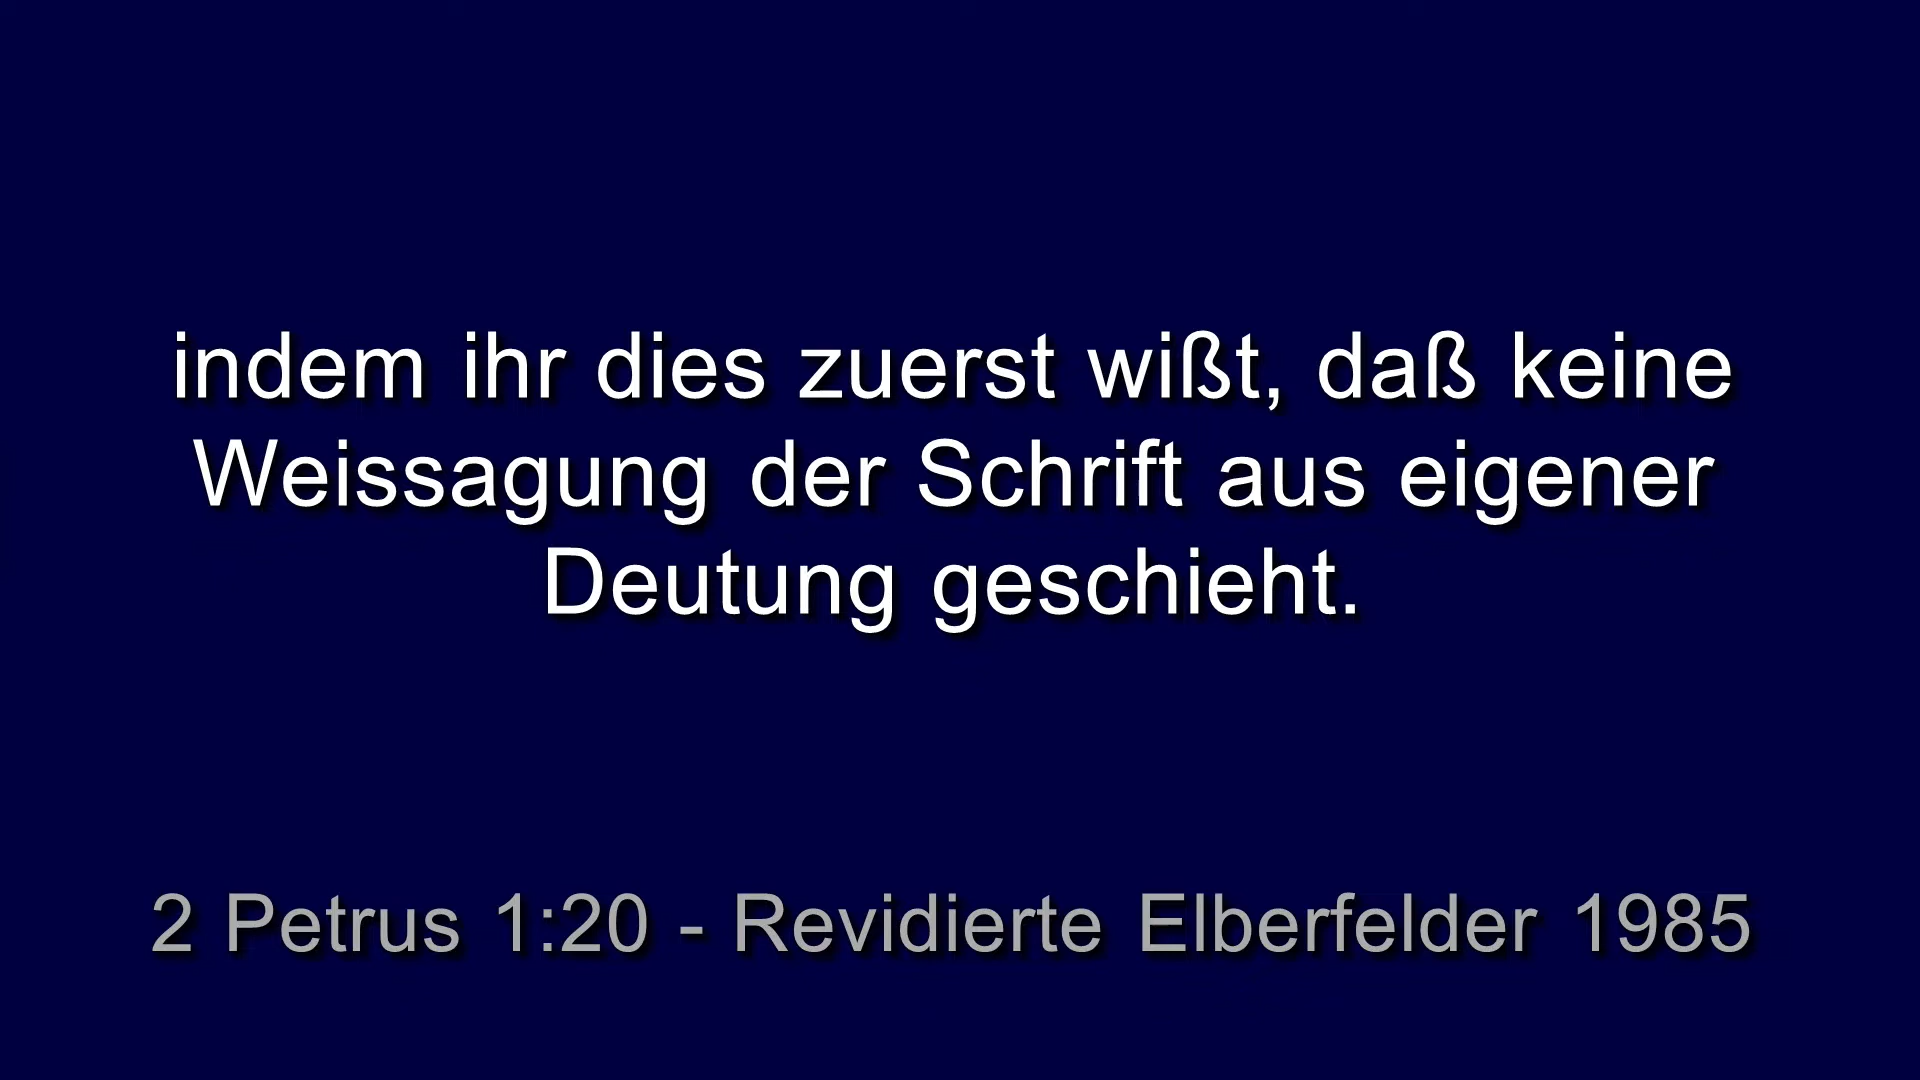 indem ihr dies zuerst wißt, daß keine
Weissagung der Schrift aus eigener
Deutung geschieht.
2 Petrus 1:20 - Revidierte Elberfelder 1985